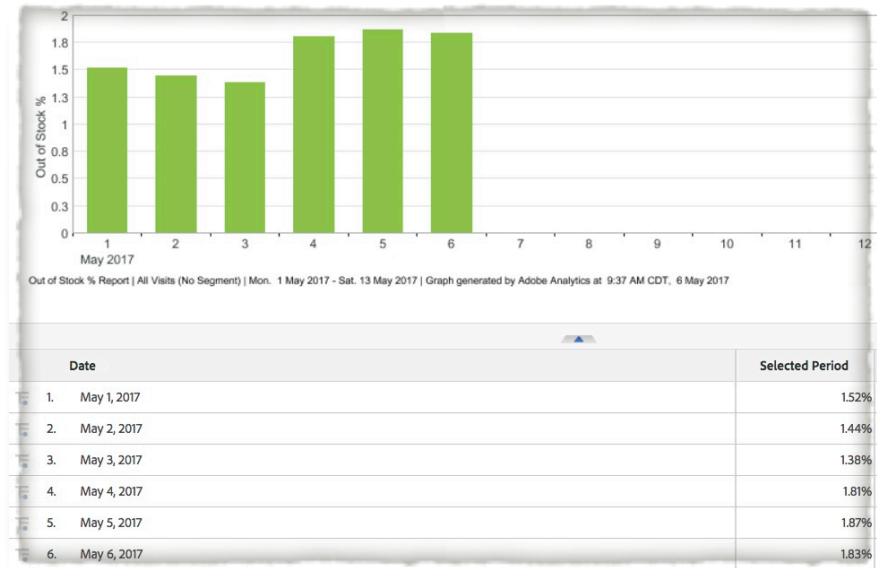 2
1.8
1.5
1.3
1
0.8
0.5
0.3
0
Out of Stock %
1 2 3 4 5 6 7 8 9 10 11 12
May 2017
Out of Stock % Report | All Visits (No Segment) | Mon. 1 May 2017 - Sat. 13 May 2017 | Graph generated by Adobe Analytics at 9:37 AM CDT, 6 May 2017
Date Selected Period
1. May 1, 2017 1.52%
2. May 2, 2017 1.44%
3. May 3, 2017 1.38%
4. May 4, 2017 1.81%
5. May 5, 2017 1.87%
6. May 6, 2017 1.83%